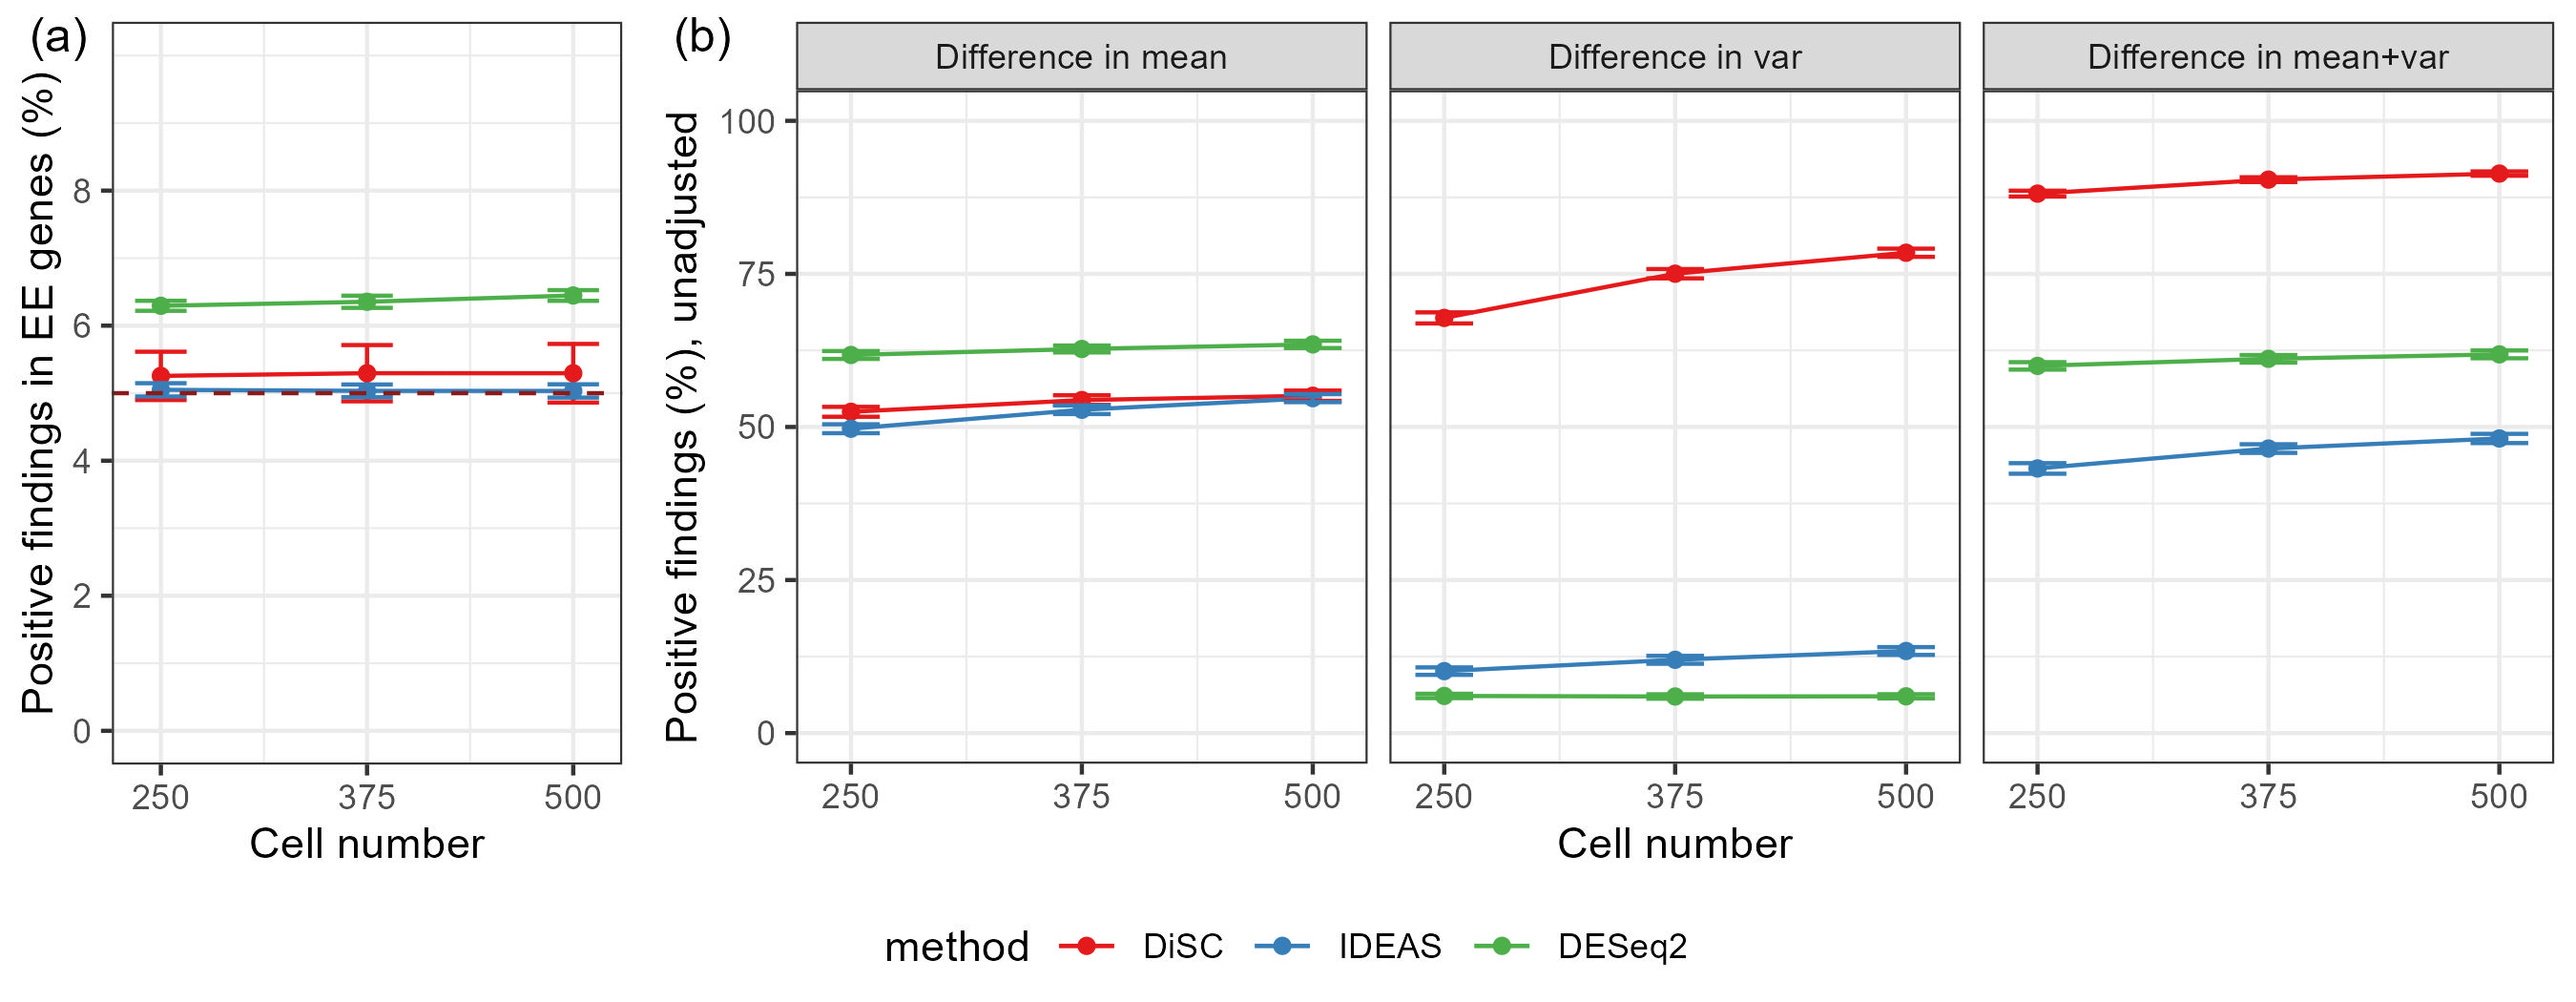 (a)
Positive findings in EE genes (%)
8
6
4
2
0
250 375 500
Cell number
(b)
Positive findings (%), unadjusted
Difference in mean
Difference in var
Difference in mean+var
100
75
50
25
0
250 375 500
250 375 500
250 375 500
Cell number
method DiSC IDEAS DESeq2